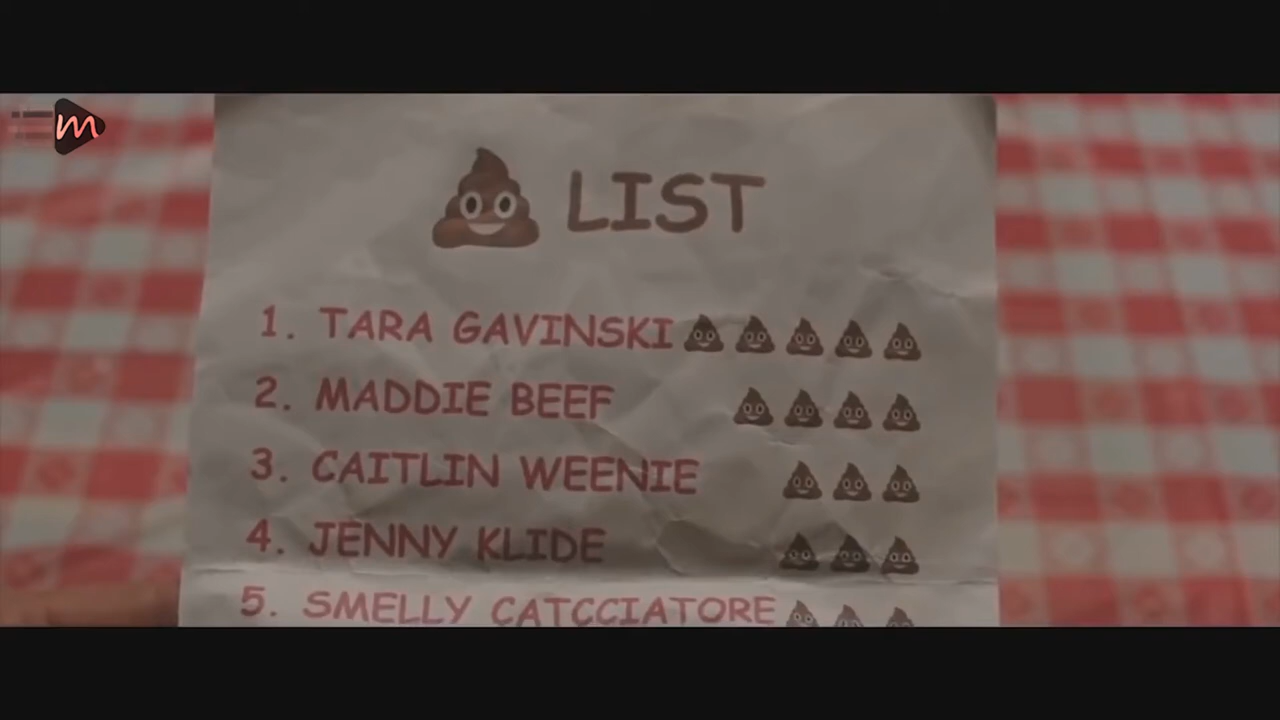 m
💩 LIST
1. TARA GAVINSKI 💩 💩 💩 💩 💩
2. MADDIE BEEF 💩 💩 💩 💩
3. CAITLIN WEENIE 💩 💩 💩
4. JENNY KLIDE 💩 💩 💩
5. SMELLY CATCCIATORE 💩 💩 💩